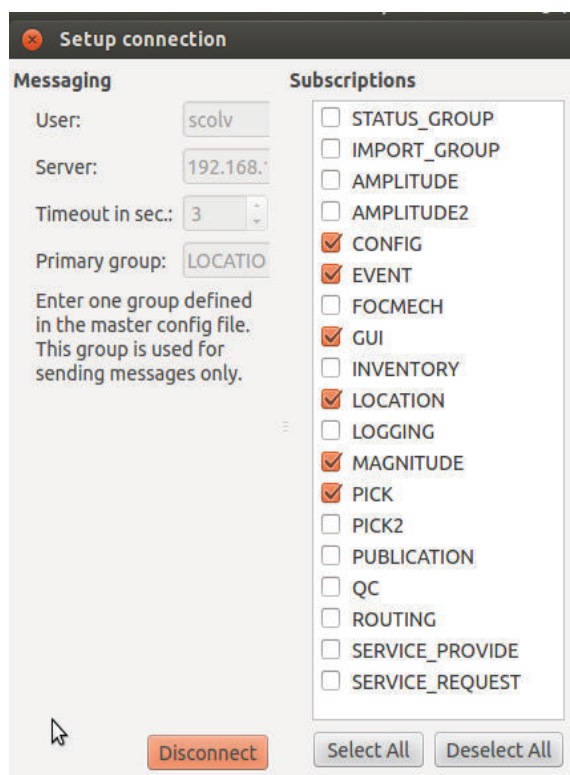 Setup connection
Messaging
User: scolv
Server: 192.168.
Timeout in sec.: 3
Primary group: LOCATIO
Enter one group defined
in the master config file.
This group is used for
sending messages only.
Disconnect
Subscriptions
STATUS_GROUP
IMPORT_GROUP
AMPLITUDE
AMPLITUDE2
CONFIG
EVENT
FOCMECH
GUI
INVENTORY
LOCATION
LOGGING
MAGNITUDE
PICK
PICK2
PUBLICATION
QC
ROUTING
SERVICE_PROVIDE
SERVICE_REQUEST
Select All
Deselect All